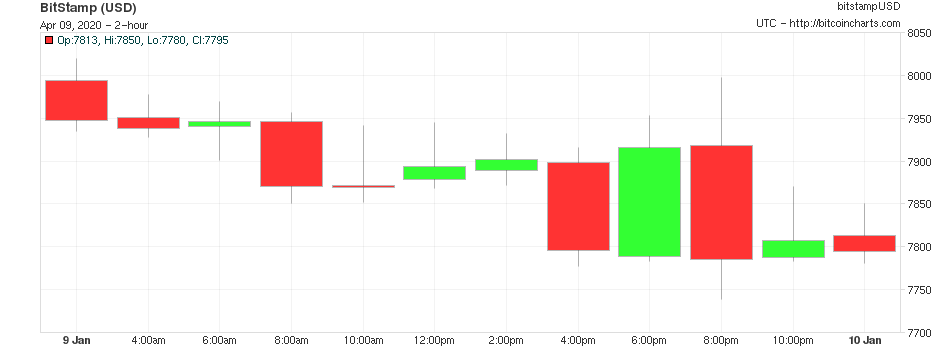 BitStamp (USD)
bitstampUSD
Apr 09, 2020 - 2-hour
UTC - http://bitcoincharts.com
Op:7813, Hi:7850, Lo:7780, Cl:7795
8050
8000
7950
7900
7850
7800
7750
7700
9 Jan 4:00am 6:00am 8:00am 10:00am 12:00pm 2:00pm 4:00pm 6:00pm 8:00pm 10:00pm 10 Jan